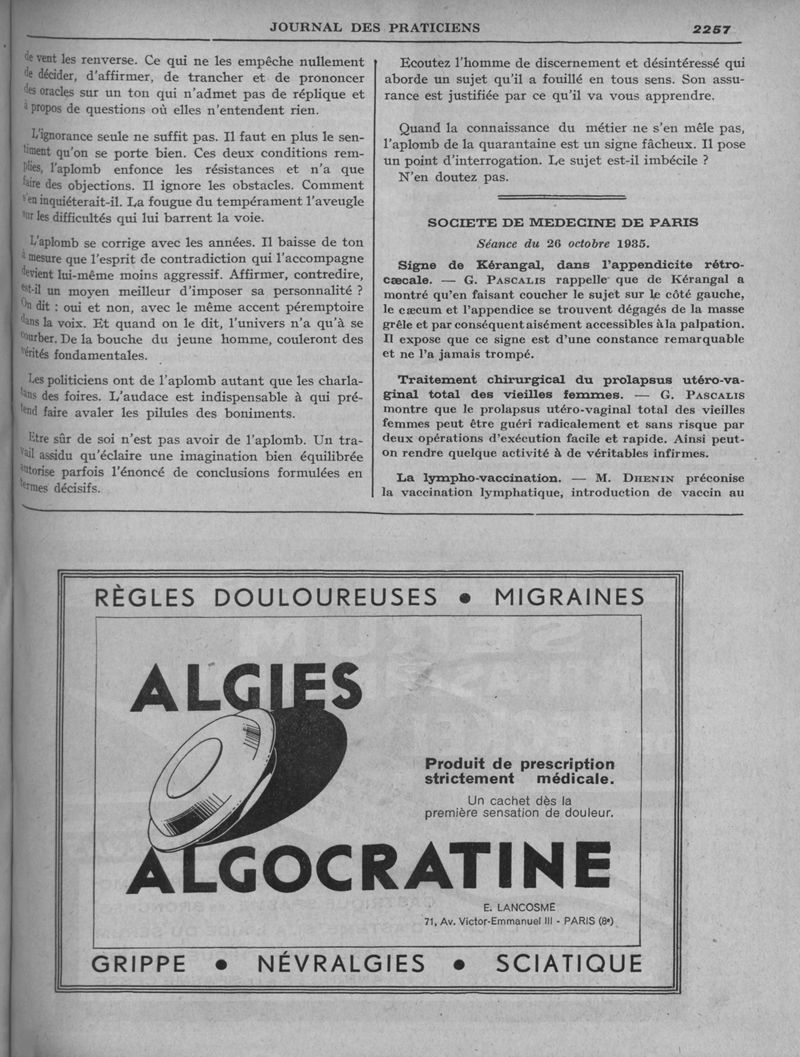 JOURNAL DES PRATICIENS 2257
de vent les renverse. Ce qui ne les empêche nullement
de décider, d'affirmer, de trancher et de prononcer
des oracles sur un ton qui n'admet pas de réplique et
à propos de questions où elles n'entendent rien.
L'ignorance seule ne suffit pas. Il faut en plus le sen-
timent qu'on se porte bien. Ces deux conditions rem-
plies, l'aplomb enfonce les résistances et n'a que
faire des objections. Il ignore les obstacles. Comment
s'en inquiéterait-il. La fougue du tempérament l'aveugle
sur les difficultés qui lui barrent la voie.
L'aplomb se corrige avec les années. Il baisse de ton
à mesure que l'esprit de contradiction qui l'accompagne
devient lui-même moins aggressif. Affirmer, contredire,
est-il un moyen meilleur d'imposer sa personnalité ?
On dit : oui et non, avec le même accent péremptoire
dans la voix. Et quand on le dit, l'univers n'a qu'à se
courber. De la bouche du jeune homme, couleront des
vérités fondamentales.
Les politiciens ont de l'aplomb autant que les charla-
tans des foires. L'audace est indispensable à qui pré-
tend faire avaler les pilules des boniments.
Etre sûr de soi n'est pas avoir de l'aplomb. Un tra-
vail assidu qu'éclaire une imagination bien équilibrée
autorise parfois l'énoncé de conclusions formulées en
termes décisifs.
Ecoutez l'homme de discernement et désintéressé qui
aborde un sujet qu'il a fouillé en tous sens. Son assu-
rance est justifiée par ce qu'il va vous apprendre.
Quand la connaissance du métier ne s'en mêle pas,
l'aplomb de la quarantaine est un signe fâcheux. Il pose
un point d'interrogation. Le sujet est-il imbécile ?
N'en doutez pas.
SOCIETE DE MEDECINE DE PARIS
Séance du 26 octobre 1935.
Signe de Kérangal, dans l'appendicite rétro-
cæcale. — G. PASCALIS rappelle que de Kérangal a
montré qu'en faisant coucher le sujet sur le côté gauche,
le cæcum et l'appendice se trouvent dégagés de la masse
grêle et par conséquent aisément accessibles à la palpation.
Il expose que ce signe est d'une constance remarquable
et ne l'a jamais trompé.
Traitement chirurgical du prolapsus utéro-va-
ginal total des vieilles femmes. — G. PASCALIS
montre que le prolapsus utéro-vaginal total des vieilles
femmes peut être guéri radicalement et sans risque par
deux opérations d'exécution facile et rapide. Ainsi peut-
on rendre quelque activité à de véritables infirmes.
La lympho-vaccination. — M. DHENIN préconise
la vaccination lymphatique, introduction de vaccin au
RÈGLES DOULOUREUSES • MIGRAINES
ALGIES
Produit de prescription
strictement médicale.
Un cachet dès la
première sensation de douleur.
ALGOCRATINE
E. LANCOSME
71, Av. Victor-Emmanuel III - PARIS (8e)
GRIPPE • NÉVRALGIES • SCIATIQUE